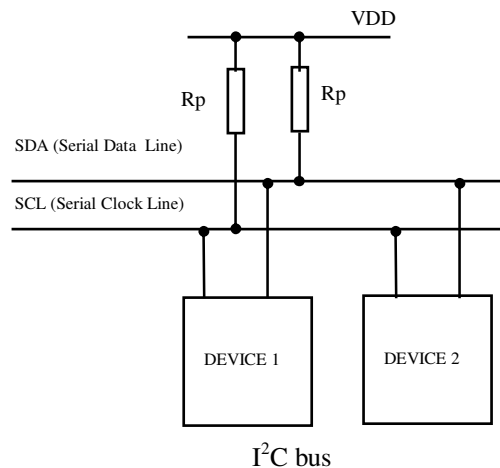 VDD
Rp
Rp
SDA (Serial Data Line)
SCL (Serial Clock Line)
DEVICE 1
DEVICE 2
I²C bus